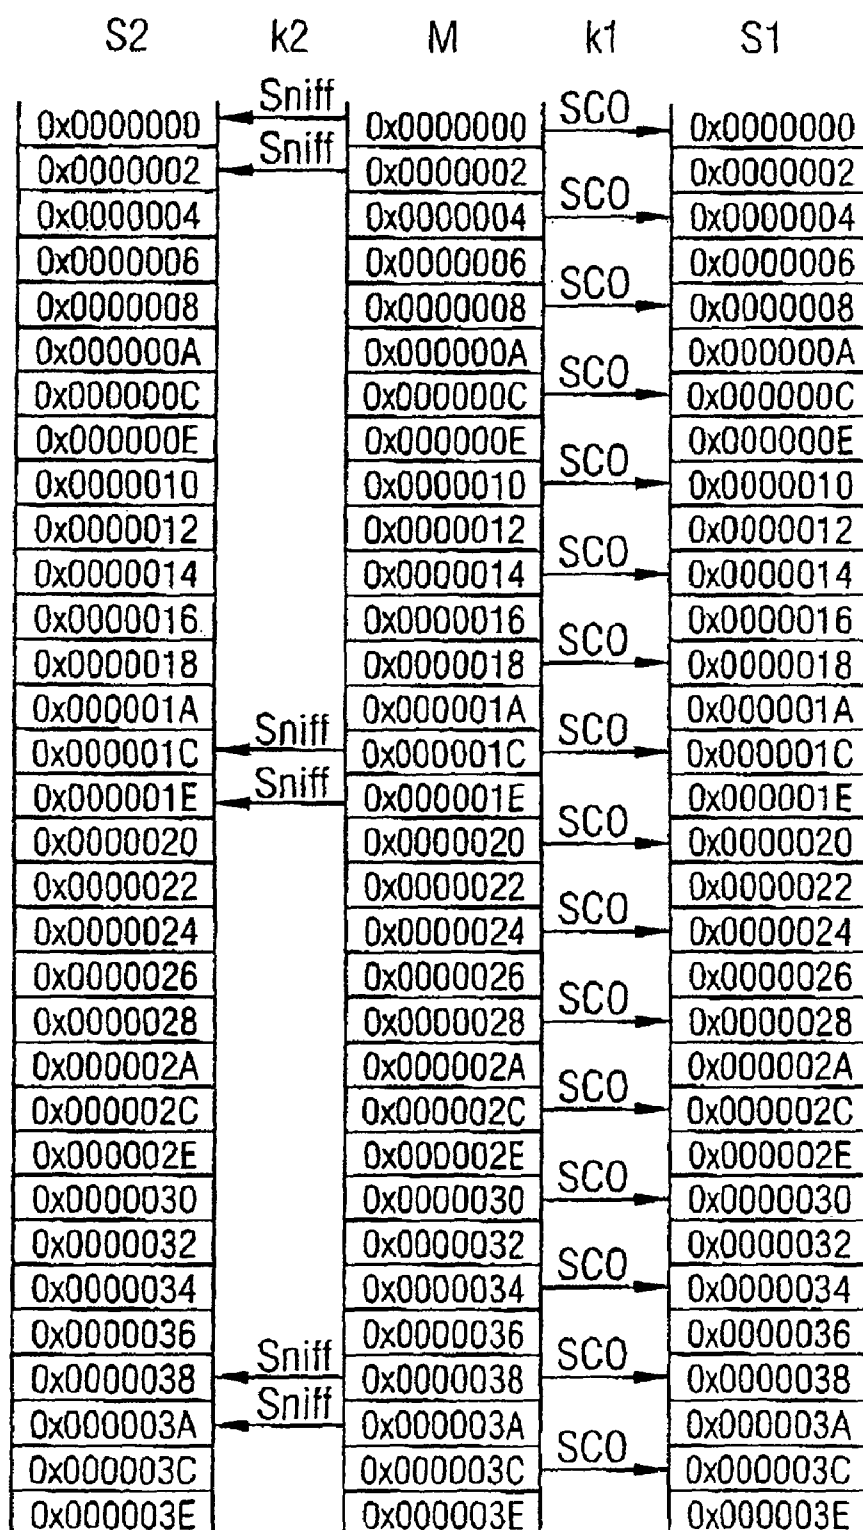 S2 k2 M k1 S1
Sniff SCO
0x0000000 0x0000000 0x0000000
Sniff
0x0000002 0x0000002 0x0000002
SCO
0x0000004 0x0000004 0x0000004
0x0000006 0x0000006 0x0000006
SCO
0x0000008 0x0000008 0x0000008
0x000000A 0x000000A 0x000000A
SCO
0x000000C 0x000000C 0x000000C
0x000000E 0x000000E 0x000000E
SCO
0x0000010 0x0000010 0x0000010
0x0000012 0x0000012 0x0000012
SCO
0x0000014 0x0000014 0x0000014
0x0000016 0x0000016 0x0000016
SCO
0x0000018 0x0000018 0x0000018
0x000001A 0x000001A 0x000001A
Sniff SCO
0x000001C 0x000001C 0x000001C
Sniff
0x000001E 0x000001E 0x000001E
SCO
0x0000020 0x0000020 0x0000020
0x0000022 0x0000022 0x0000022
SCO
0x0000024 0x0000024 0x0000024
0x0000026 0x0000026 0x0000026
SCO
0x0000028 0x0000028 0x0000028
0x000002A 0x000002A 0x000002A
SCO
0x000002C 0x000002C 0x000002C
0x000002E 0x000002E 0x000002E
SCO
0x0000030 0x0000030 0x0000030
0x0000032 0x0000032 0x0000032
SCO
0x0000034 0x0000034 0x0000034
0x0000036 0x0000036 0x0000036
Sniff SCO
0x0000038 0x0000038 0x0000038
Sniff
0x000003A 0x000003A 0x000003A
SCO
0x000003C 0x000003C 0x000003C
0x000003E 0x000003E 0x000003E